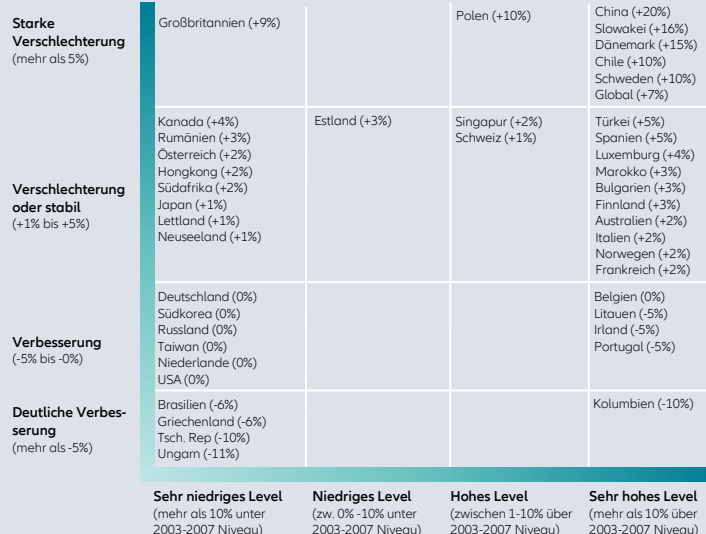 Starke
Verschlechterung
(mehr als 5%)
Großbritannien (+9%)
Polen (+10%)
China (+20%)
Slowakei (+16%)
Dänemark (+15%)
Chile (+10%)
Schweden (+10%)
Global (+7%)
Verschlechterung
oder stabil
(+1% bis +5%)
Kanada (+4%)
Rumänien (+3%)
Österreich (+2%)
Hongkong (+2%)
Südafrika (+2%)
Japan (+1%)
Lettland (+1%)
Neuseeland (+1%)
Estland (+3%)
Singapur (+2%)
Schweiz (+1%)
Türkei (+5%)
Spanien (+5%)
Luxemburg (+4%)
Marokko (+3%)
Bulgarien (+3%)
Finnland (+3%)
Australien (+2%)
Italien (+2%)
Norwegen (+2%)
Frankreich (+2%)
Verbesserung
(-5% bis -0%)
Deutschland (0%)
Südkorea (0%)
Russland (0%)
Taiwan (0%)
Niederlande (0%)
USA (0%)
Belgien (0%)
Litauen (-5%)
Irland (-5%)
Portugal (-5%)
Deutliche Verbes-
serung
(mehr als -5%)
Brasilien (-6%)
Griechenland (-6%)
Tsch. Rep (-10%)
Ungarn (-11%)
Kolumbien (-10%)
Sehr niedriges Level
(mehr als 10% unter
2003-2007 Niveau)
Niedriges Level
(zw. 0% -10% unter
2003-2007 Niveau)
Hohes Level
(zwischen 1-10% über
2003-2007 Niveau)
Sehr hohes Level
(mehr als 10% über
2003-2007 Niveau)